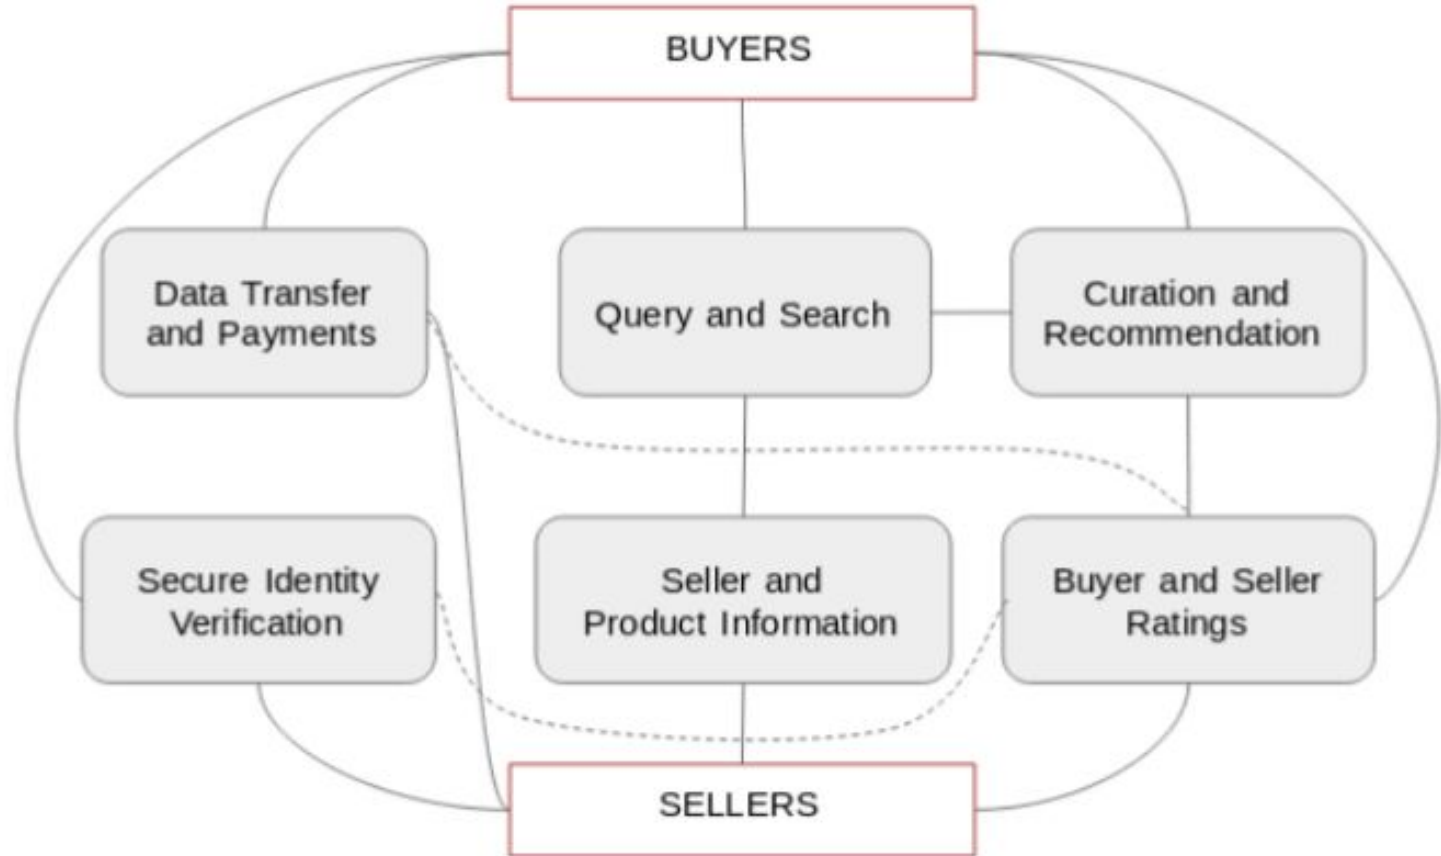 BUYERS
Data Transfer
and Payments
Query and Search
Curation and
Recommendation
Secure Identity
Verification
Seller and
Product Information
Buyer and Seller
Ratings
SELLERS